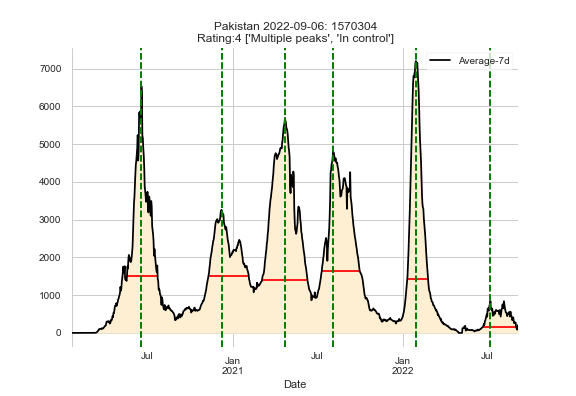 Pakistan 2022-09-06: 1570304
Rating:4 ['Multiple peaks', 'In control']
Average-7d
7000
6000
5000
4000
3000
2000
1000
0
Jul
Jan
2021
Jul
Jan
2022
Jul
Date